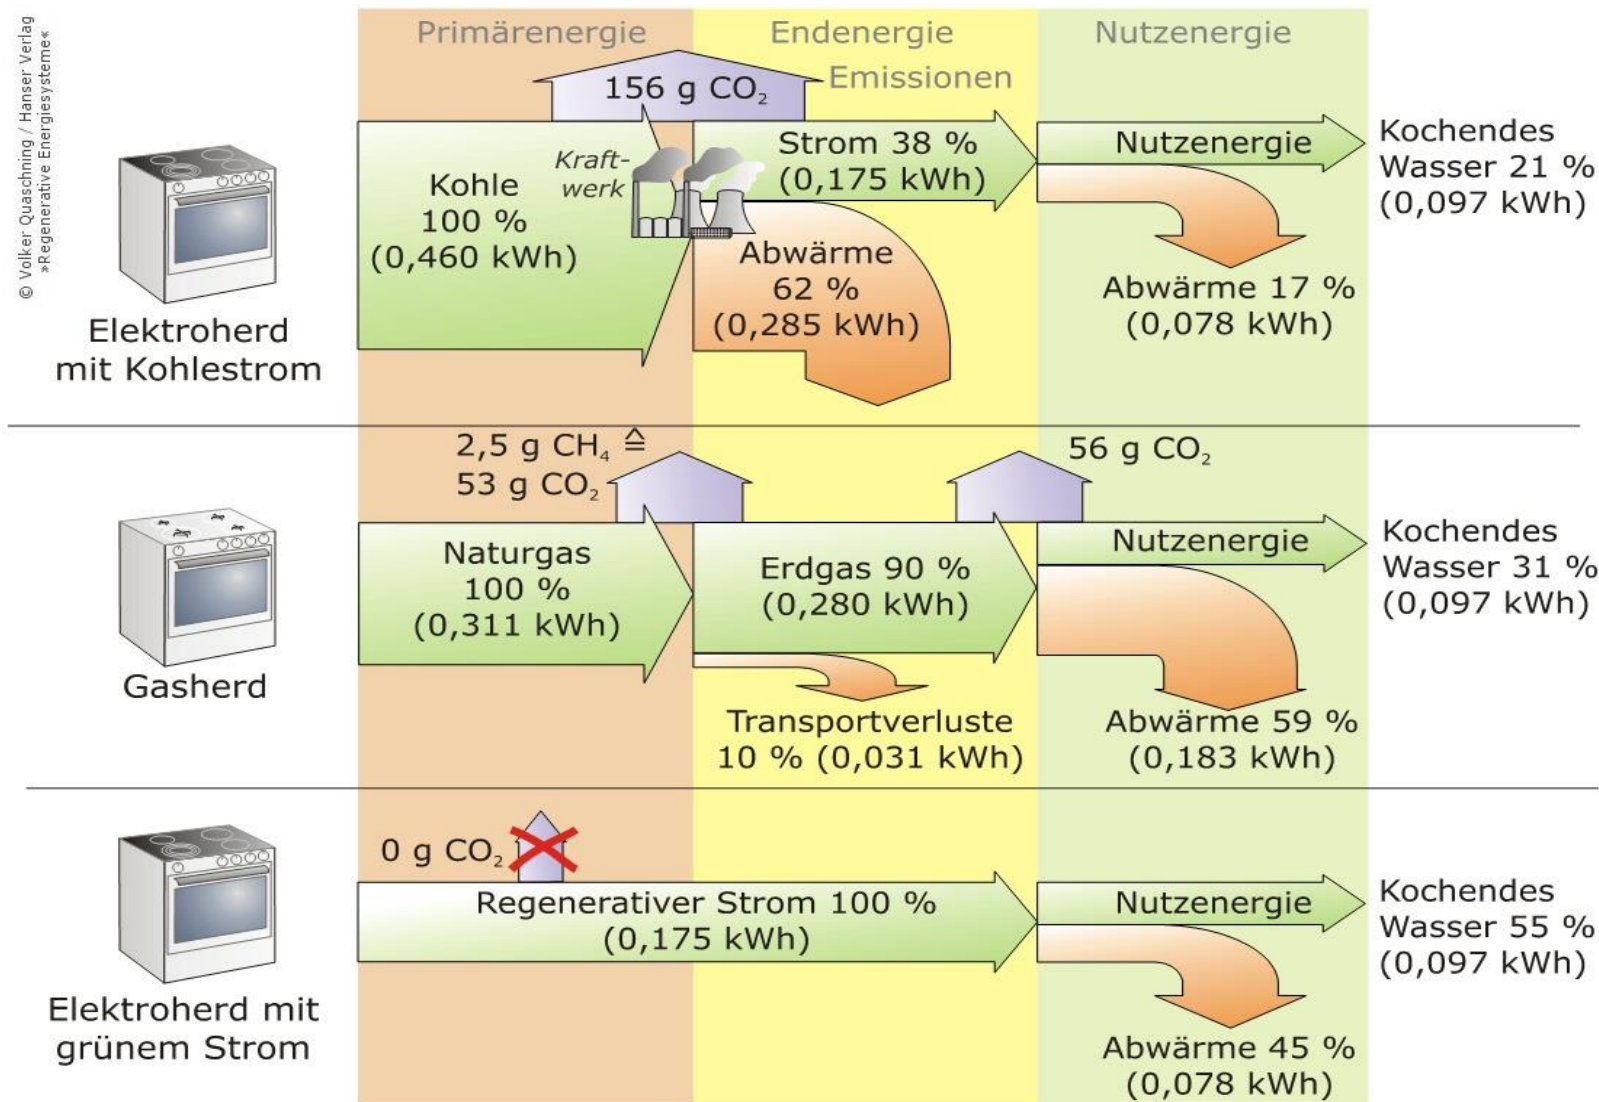 © Volker Quaschning / Hanser Verlag
»Regenerative Energiesysteme«
Primärenergie
Endenergie
Nutzenergie
Emissionen
156 g CO₂
Kraft-
werk
Kohle
100 %
(0,460 kWh)
Strom 38 %
(0,175 kWh)
Abwärme
62 %
(0,285 kWh)
Nutzenergie
Abwärme 17 %
(0,078 kWh)
Kochendes
Wasser 21 %
(0,097 kWh)
Elektroherd
mit Kohlestrom
2,5 g CH₄ ≙
53 g CO₂
56 g CO₂
Naturgas
100 %
(0,311 kWh)
Erdgas 90 %
(0,280 kWh)
Transportverluste
10 % (0,031 kWh)
Nutzenergie
Abwärme 59 %
(0,183 kWh)
Kochendes
Wasser 31 %
(0,097 kWh)
Gasherd
0 g CO₂
Regenerativer Strom 100 %
(0,175 kWh)
Nutzenergie
Abwärme 45 %
(0,078 kWh)
Kochendes
Wasser 55 %
(0,097 kWh)
Elektroherd mit
grünem Strom